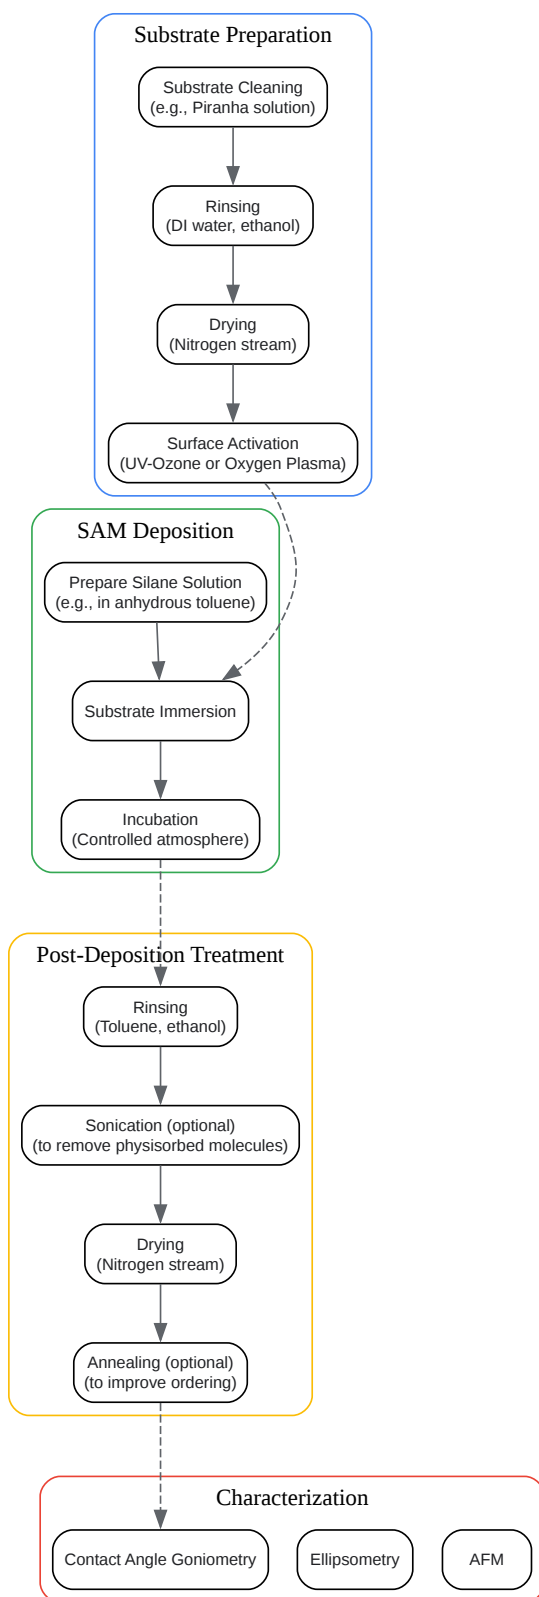 Substrate Preparation
Substrate Cleaning
(e.g., Piranha solution)
Rinsing
(DI water, ethanol)
Drying
(Nitrogen stream)
Surface Activation
(UV-Ozone or Oxygen Plasma)
SAM Deposition
Prepare Silane Solution
(e.g., in anhydrous toluene)
Substrate Immersion
Incubation
(Controlled atmosphere)
Post-Deposition Treatment
Rinsing
(Toluene, ethanol)
Sonication (optional)
(to remove physisorbed molecules)
Drying
(Nitrogen stream)
Annealing (optional)
(to improve ordering)
Characterization
Contact Angle Goniometry
Ellipsometry
AFM